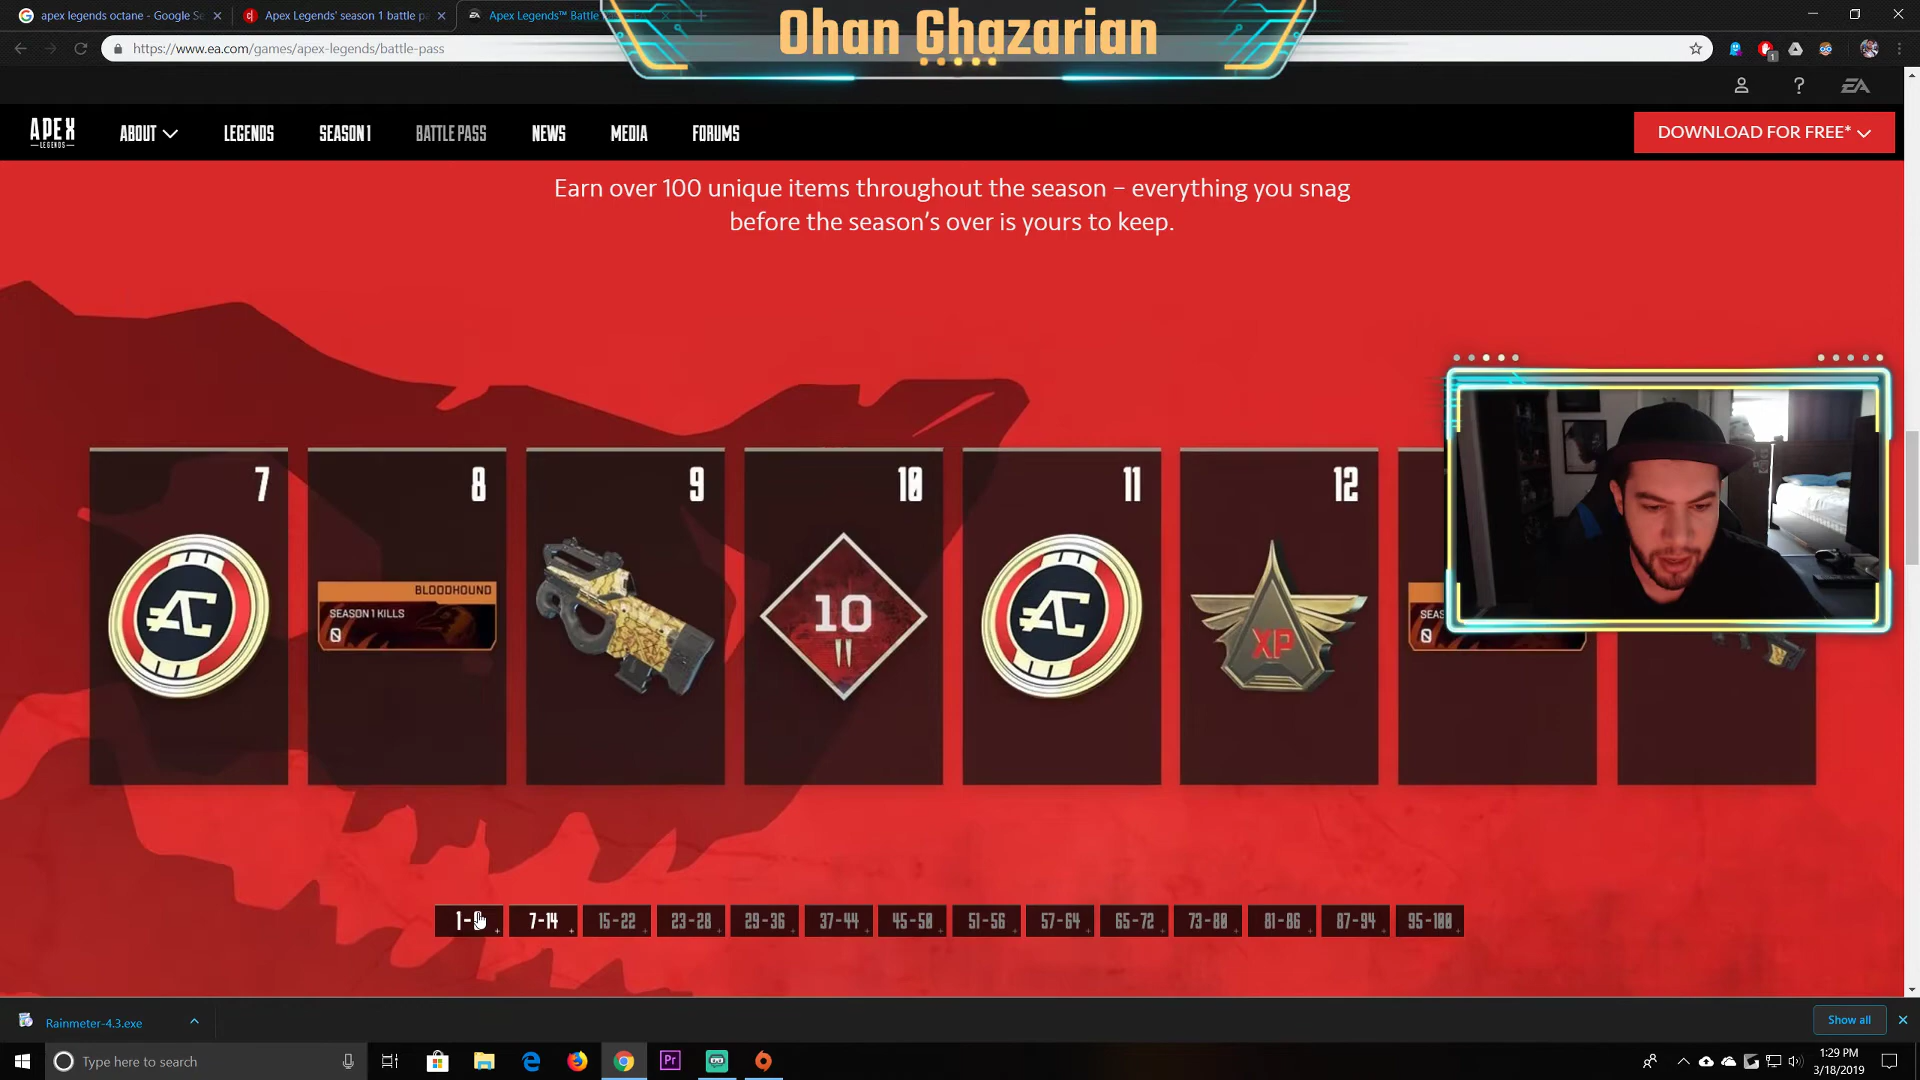 apex legends octane - Google Se
Apex Legends' season 1 battle pa
Apex Legends™ Battle
Ohan Ghazarian
https://www.ea.com/games/apex-legends/battle-pass
1
EA
APEX
LEGENDS
ABOUT
LEGENDS
SEASON 1
BATTLE PASS
NEWS
MEDIA
FORUMS
DOWNLOAD FOR FREE*
Earn over 100 unique items throughout the season – everything you snag
before the season's over is yours to keep.
7
8
9
10
11
12
BLOODHOUND
SEASON 1 KILLS
0
10
XP
SEAS
0
1-
7-14
15-22
23-28
29-36
37-44
45-50
51-56
57-64
65-72
73-80
81-86
87-94
95-100
Rainmeter-4.3.exe
Show all
Type here to search
Pr
1:29 PM
3/18/2019